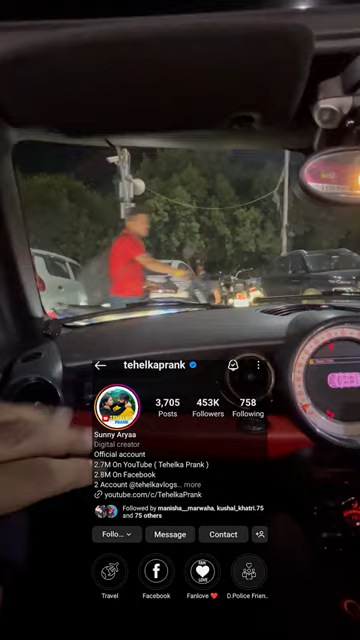 tehelkaprank
3,705 453K 758
Posts Followers Following
Sunny Aryaa
Digital creator
Official account
2.7M On YouTube ( Tehelka Prank )
2.8M On Facebook
2 Account @tehelkavlogs... more
youtube.com/c/TehelkaPrank
Followed by manisha__marwaha, kushal_khatri.75
and 75 others
Follo... Message Contact
FAN
LOVE
Travel Facebook Fanlove D.Police Frien..